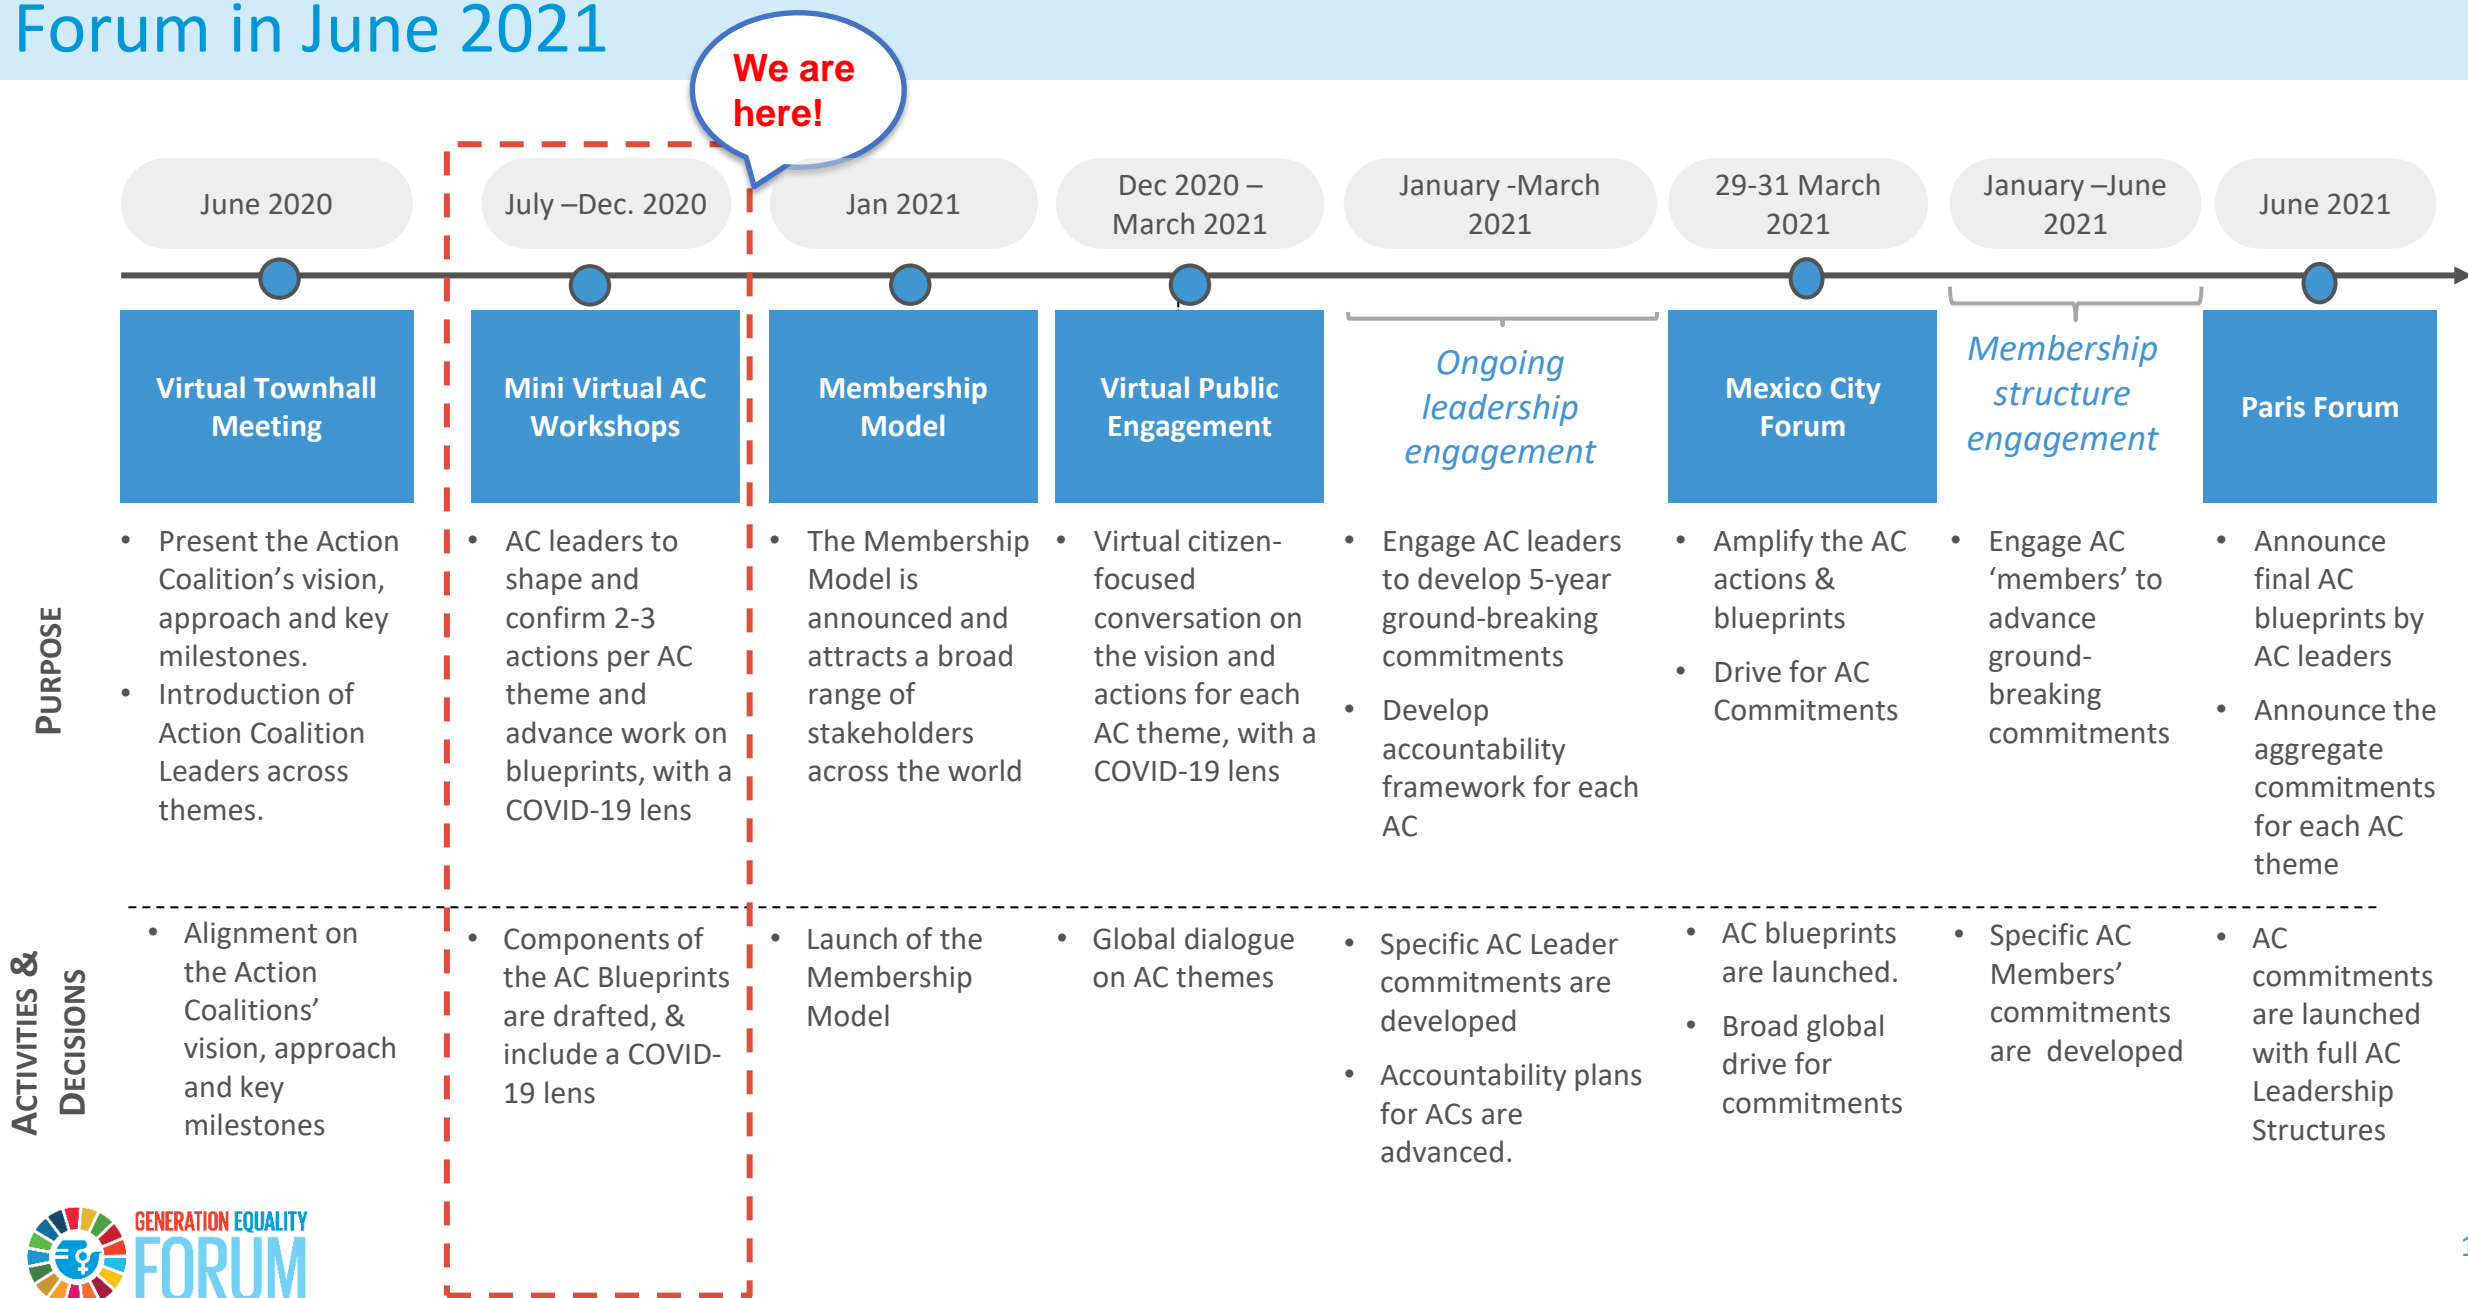 Forum in June 2021
We are
here!
June 2020
July –Dec. 2020
Jan 2021
Dec 2020 –
March 2021
January -March
2021
29-31 March
2021
January –June
2021
June 2021
Virtual Townhall
Meeting
Mini Virtual AC
Workshops
Membership
Model
Virtual Public
Engagement
Ongoing
leadership
engagement
Mexico City
Forum
Membership
structure
engagement
Paris Forum
PURPOSE
• Present the Action
Coalition’s vision,
approach and key
milestones.
• Introduction of
Action Coalition
Leaders across
themes.
• AC leaders to
shape and
confirm 2-3
actions per AC
theme and
advance work on
blueprints, with a
COVID-19 lens
• The Membership
Model is
announced and
attracts a broad
range of
stakeholders
across the world
• Virtual citizen-
focused
conversation on
the vision and
actions for each
AC theme, with a
COVID-19 lens
• Engage AC leaders
to develop 5-year
ground-breaking
commitments
• Develop
accountability
framework for each
AC
• Amplify the AC
actions &
blueprints
• Drive for AC
Commitments
• Engage AC
‘members’ to
advance
ground-
breaking
commitments
• Announce
final AC
blueprints by
AC leaders
• Announce the
aggregate
commitments
for each AC
theme
ACTIVITIES &
DECISIONS
• Alignment on
the Action
Coalitions’
vision, approach
and key
milestones
• Components of
the AC Blueprints
are drafted, &
include a COVID-
19 lens
• Launch of the
Membership
Model
• Global dialogue
on AC themes
• Specific AC Leader
commitments are
developed
• Accountability plans
for ACs are
advanced.
• AC blueprints
are launched.
• Broad global
drive for
commitments
• Specific AC
Members’
commitments
are developed
• AC
commitments
are launched
with full AC
Leadership
Structures
GENERATION EQUALITY
FORUM